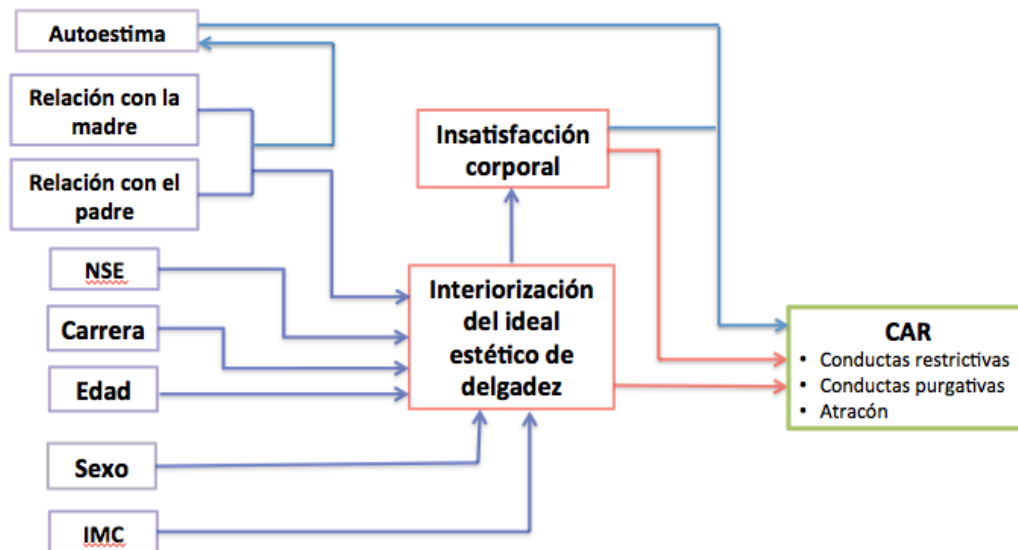 Autoestima
Relación con la
madre
Relación con el
padre
NSE
Carrera
Edad
Sexo
IMC
Insatisfacción
corporal
Interiorización
del ideal
estético de
delgadez
CAR
• Conductas restrictivas
• Conductas purgativas
• Atracón